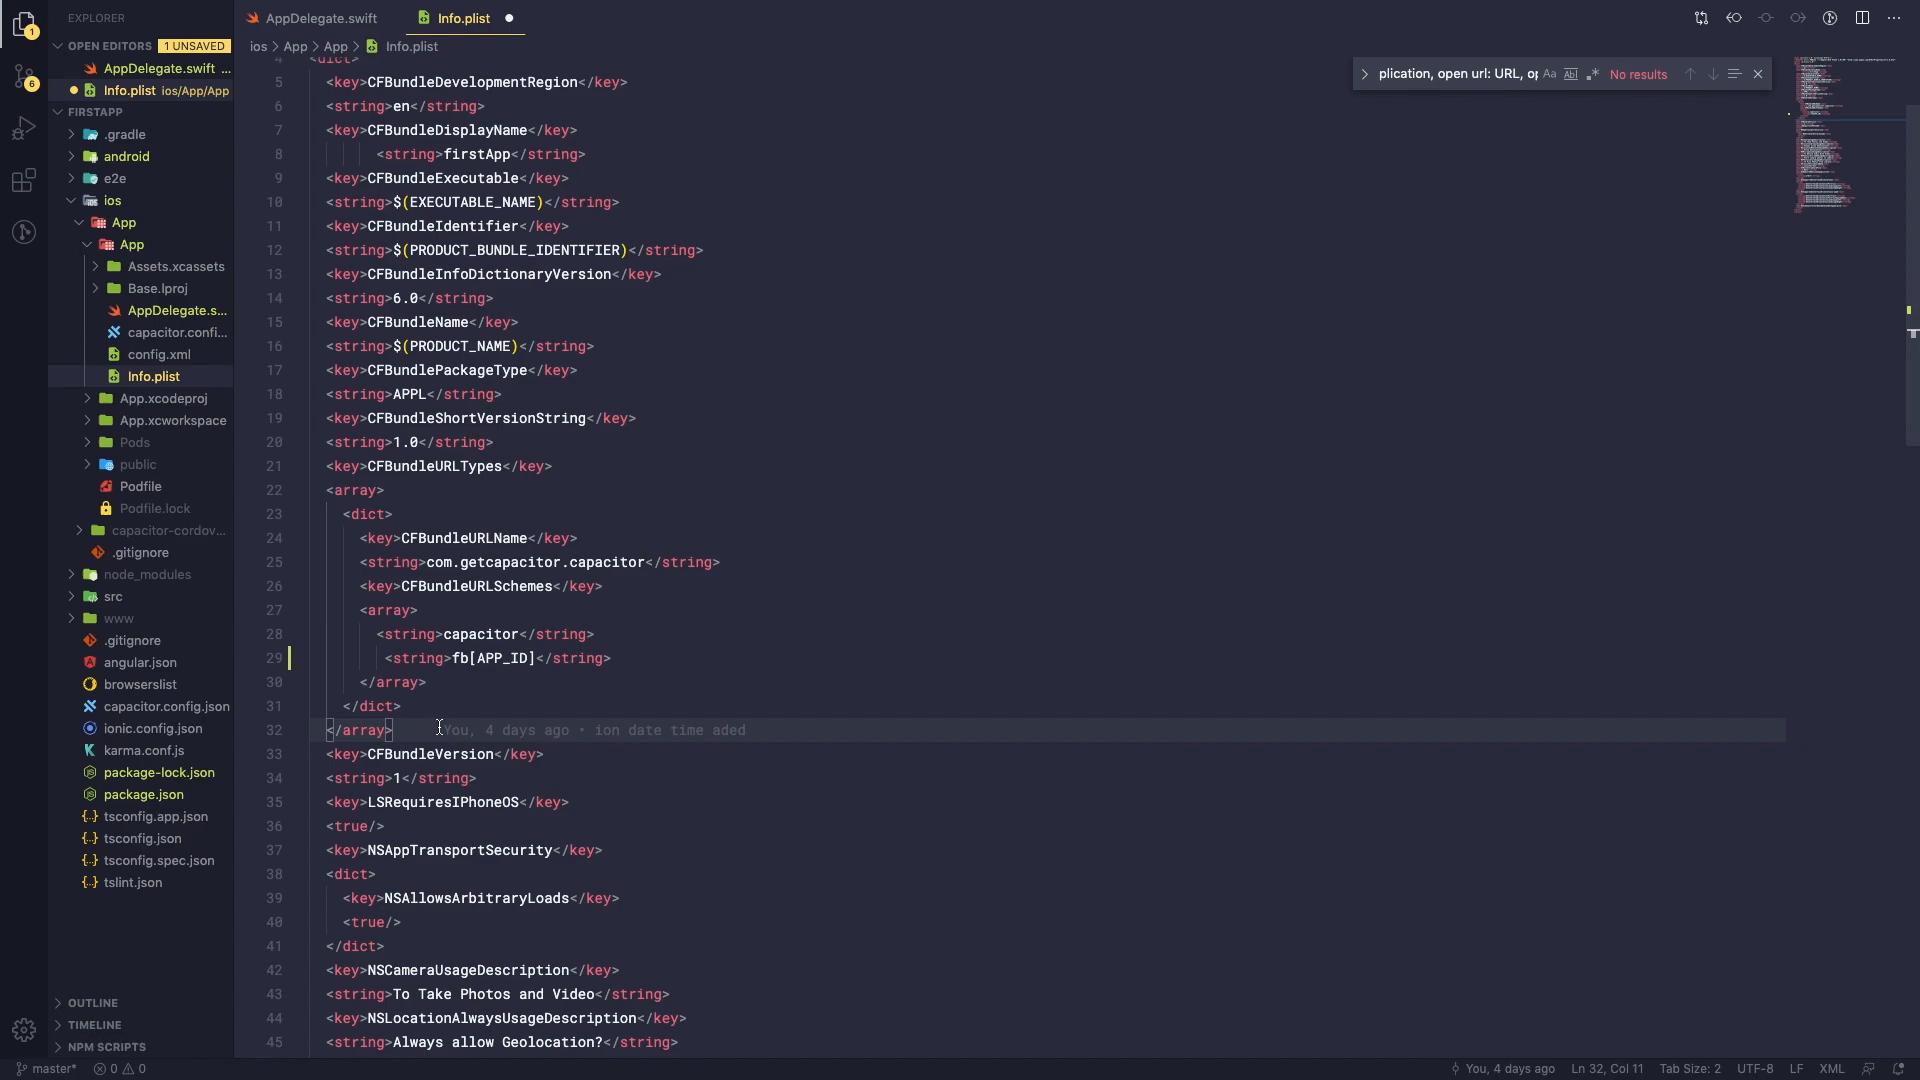 EXPLORER
OPEN EDITORS 1 UNSAVED
AppDelegate.swift ...
Info.plist ios/App/App
FIRSTAPP
.gradle
android
e2e
ios
App
App
Assets.xcassets
Base.lproj
AppDelegate.s...
capacitor.confi...
config.xml
Info.plist
App.xcodeproj
App.xcworkspace
Pods
public
Podfile
Podfile.lock
capacitor-cordov...
.gitignore
node_modules
src
www
.gitignore
angular.json
browserslist
capacitor.config.json
ionic.config.json
karma.conf.js
package-lock.json
package.json
tsconfig.app.json
tsconfig.json
tsconfig.spec.json
tslint.json
OUTLINE
TIMELINE
NPM SCRIPTS
1
6
AppDelegate.swift Info.plist
ios > App > App > Info.plist
plication, open url: URL, op Aa Abl .* No results
4 <dict>
5 <key>CFBundleDevelopmentRegion</key>
6 <string>en</string>
7 <key>CFBundleDisplayName</key>
8 <string>firstApp</string>
9 <key>CFBundleExecutable</key>
10 <string>$(EXECUTABLE_NAME)</string>
11 <key>CFBundleIdentifier</key>
12 <string>$(PRODUCT_BUNDLE_IDENTIFIER)</string>
13 <key>CFBundleInfoDictionaryVersion</key>
14 <string>6.0</string>
15 <key>CFBundleName</key>
16 <string>$(PRODUCT_NAME)</string>
17 <key>CFBundlePackageType</key>
18 <string>APPL</string>
19 <key>CFBundleShortVersionString</key>
20 <string>1.0</string>
21 <key>CFBundleURLTypes</key>
22 <array>
23 <dict>
24 <key>CFBundleURLName</key>
25 <string>com.getcapacitor.capacitor</string>
26 <key>CFBundleURLSchemes</key>
27 <array>
28 <string>capacitor</string>
29 <string>fb[APP_ID]</string>
30 </array>
31 </dict>
32 </array> You, 4 days ago • ion date time aded
33 <key>CFBundleVersion</key>
34 <string>1</string>
35 <key>LSRequiresIPhoneOS</key>
36 <true/>
37 <key>NSAppTransportSecurity</key>
38 <dict>
39 <key>NSAllowsArbitraryLoads</key>
40 <true/>
41 </dict>
42 <key>NSCameraUsageDescription</key>
43 <string>To Take Photos and Video</string>
44 <key>NSLocationAlwaysUsageDescription</key>
45 <string>Always allow Geolocation?</string>
master* 0 0 You, 4 days ago Ln 32, Col 11 Tab Size: 2 UTF-8 LF XML